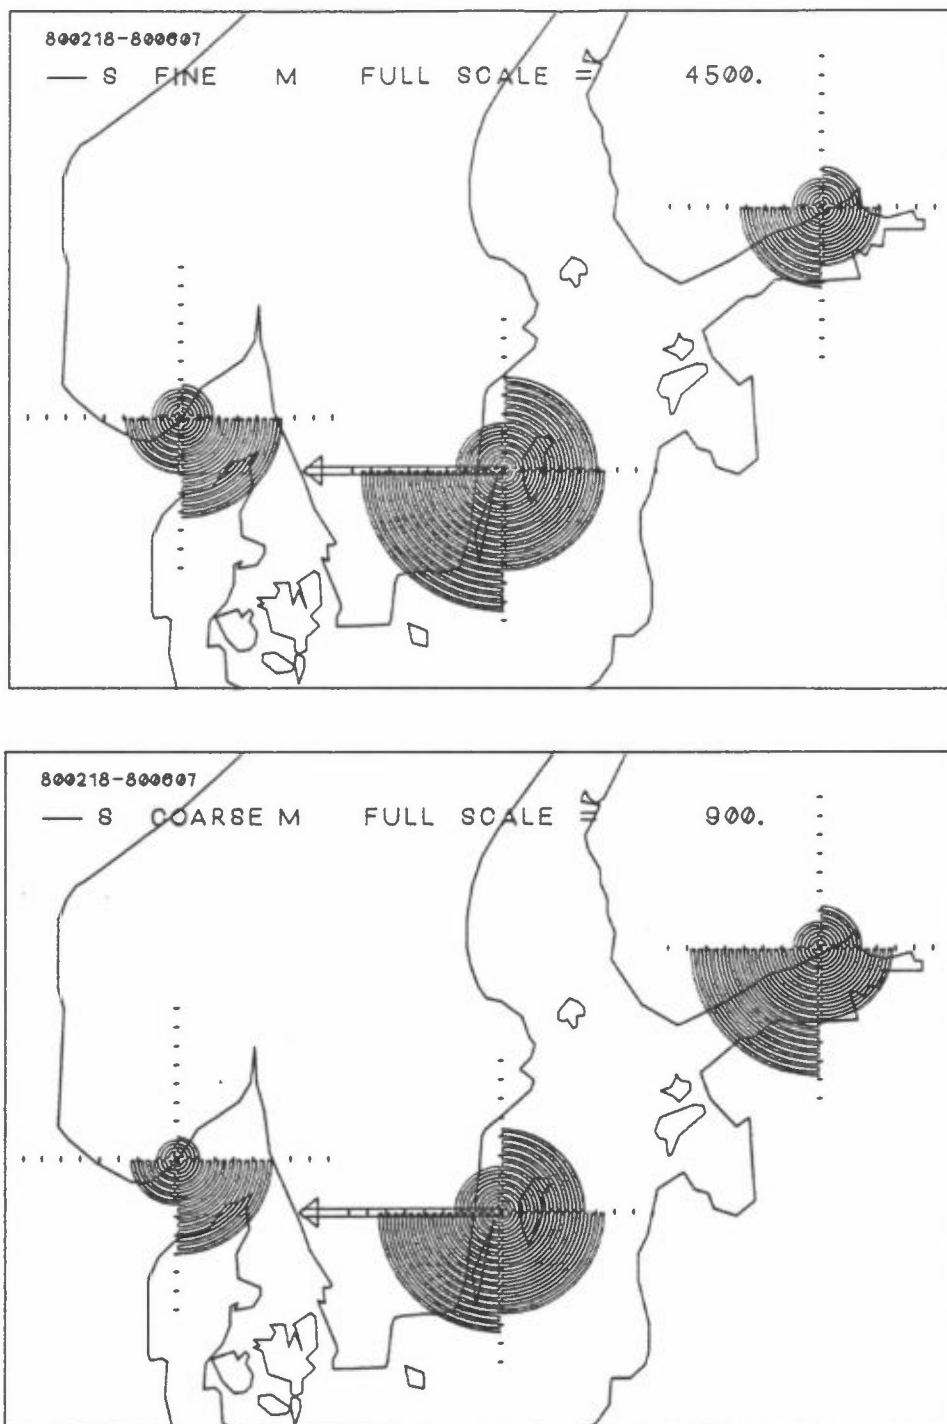 800218-800607
— S FINE M FULL SCALE = 4500.
800218-800607
— S COARSE M FULL SCALE = 900.